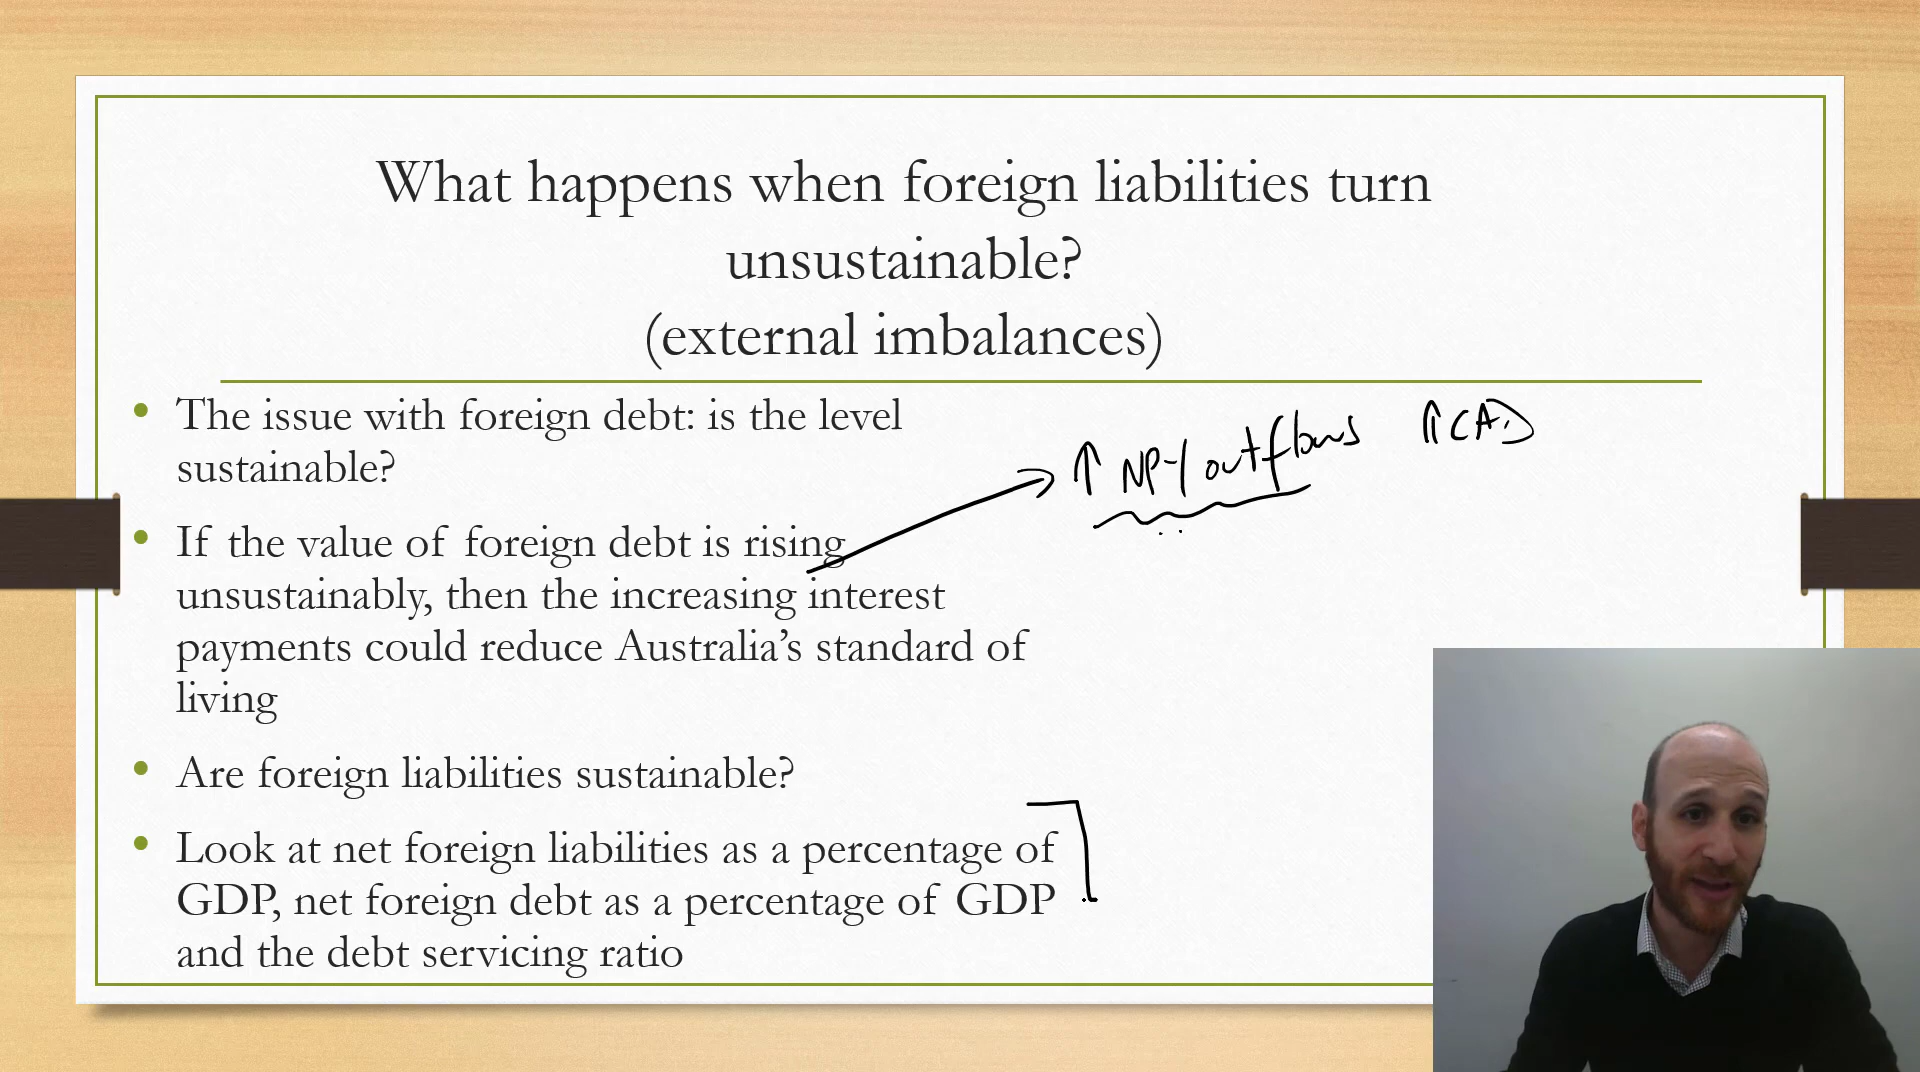 What happens when foreign liabilities turn
unsustainable?
(external imbalances)
The issue with foreign debt: is the level
sustainable?
↑ NPY outflows ⇑ CAD
If the value of foreign debt is rising
unsustainably, then the increasing interest
payments could reduce Australia’s standard of
living
Are foreign liabilities sustainable?
Look at net foreign liabilities as a percentage of
GDP, net foreign debt as a percentage of GDP
and the debt servicing ratio